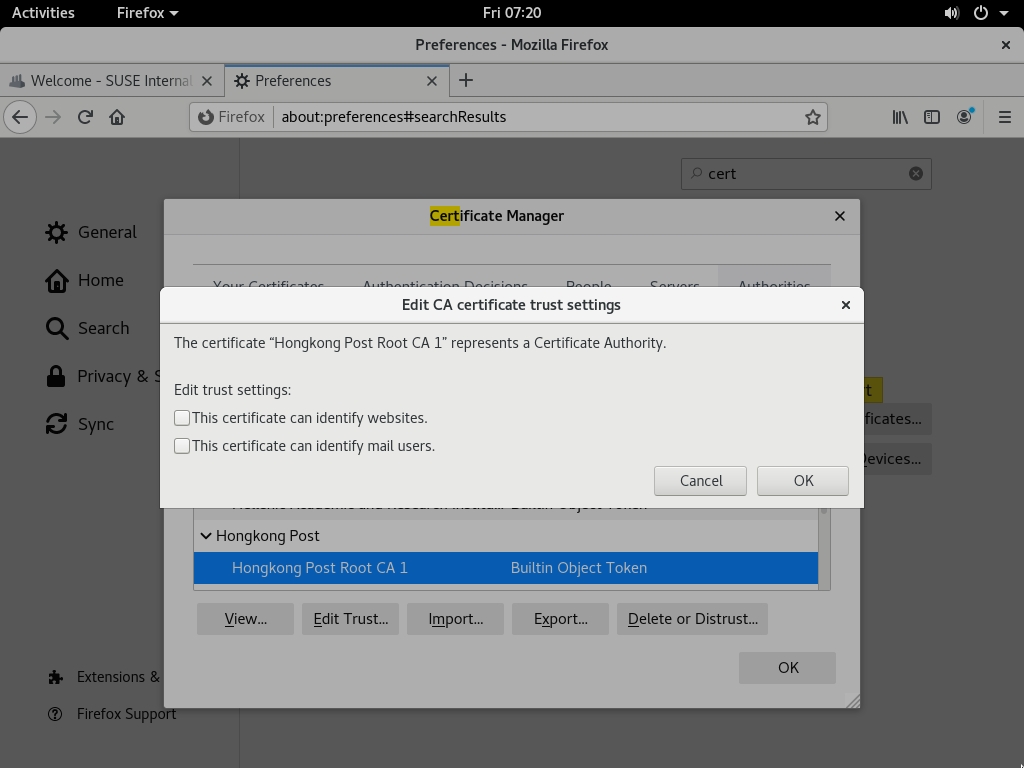 Activities Firefox Fri 07:20
Preferences - Mozilla Firefox
Welcome - SUSE Internal Preferences
Firefox about:preferences#searchResults
cert
Certificate Manager
General
Your Certificates Authentication Decisions People Servers Authorities
Home
Edit CA certificate trust settings
Search
The certificate “Hongkong Post Root CA 1” represents a Certificate Authority.
Privacy & S
Edit trust settings:
This certificate can identify websites.
ificates...
Sync
This certificate can identify mail users.
Devices...
Cancel OK
Hellenic Academic and Research Institu... Builtin Object Token
Hongkong Post
Hongkong Post Root CA 1 Builtin Object Token
View... Edit Trust... Import... Export... Delete or Distrust...
OK
Extensions &
Firefox Support